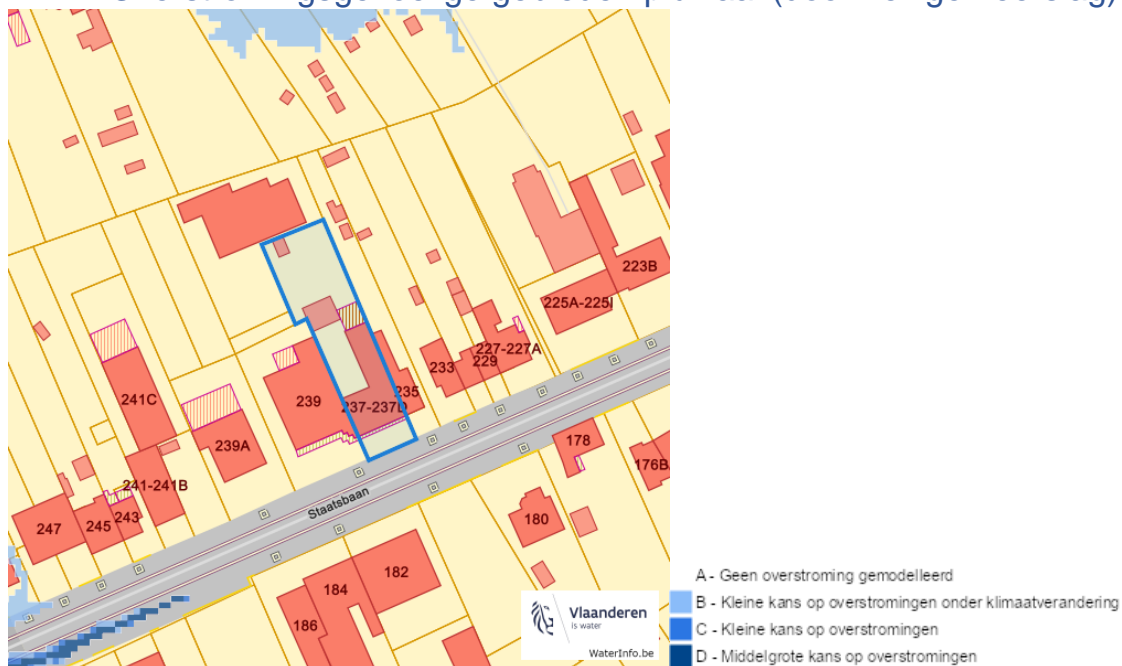 223B
225A-225I
227-227A
233
229
235
241C
239
237-237D
239A
178
176B
241-241B
247
245
243
Staatsbaan
180
182
184
186
Vlaanderen
is water
WaterInfo.be
A - Geen overstroming gemodelleerd
B - Kleine kans op overstromingen onder klimaatverandering
C - Kleine kans op overstromingen
D - Middelgrote kans op overstromingen